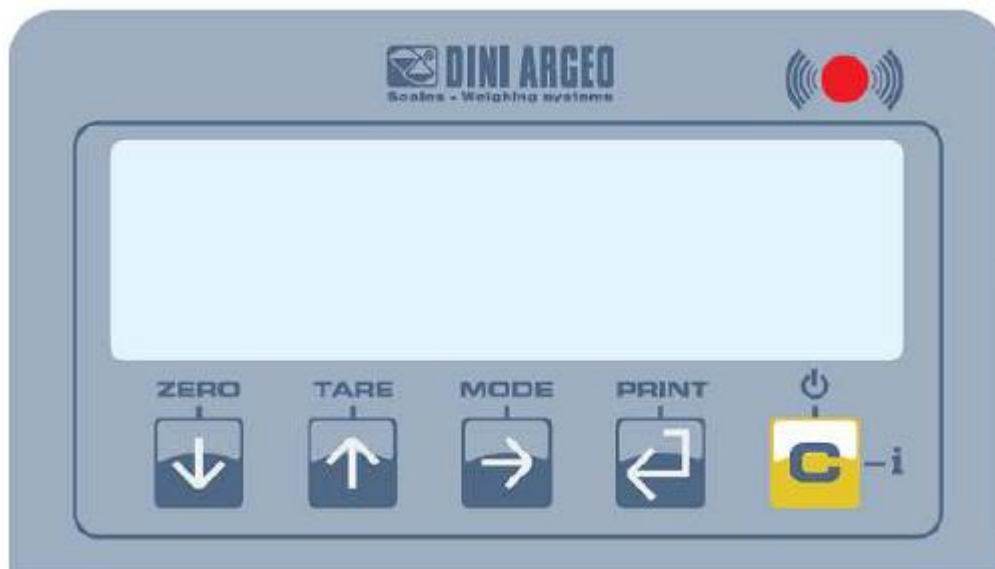 DINI ARGEO
Scales - Weighing systems
ZERO TARE MODE PRINT
C i